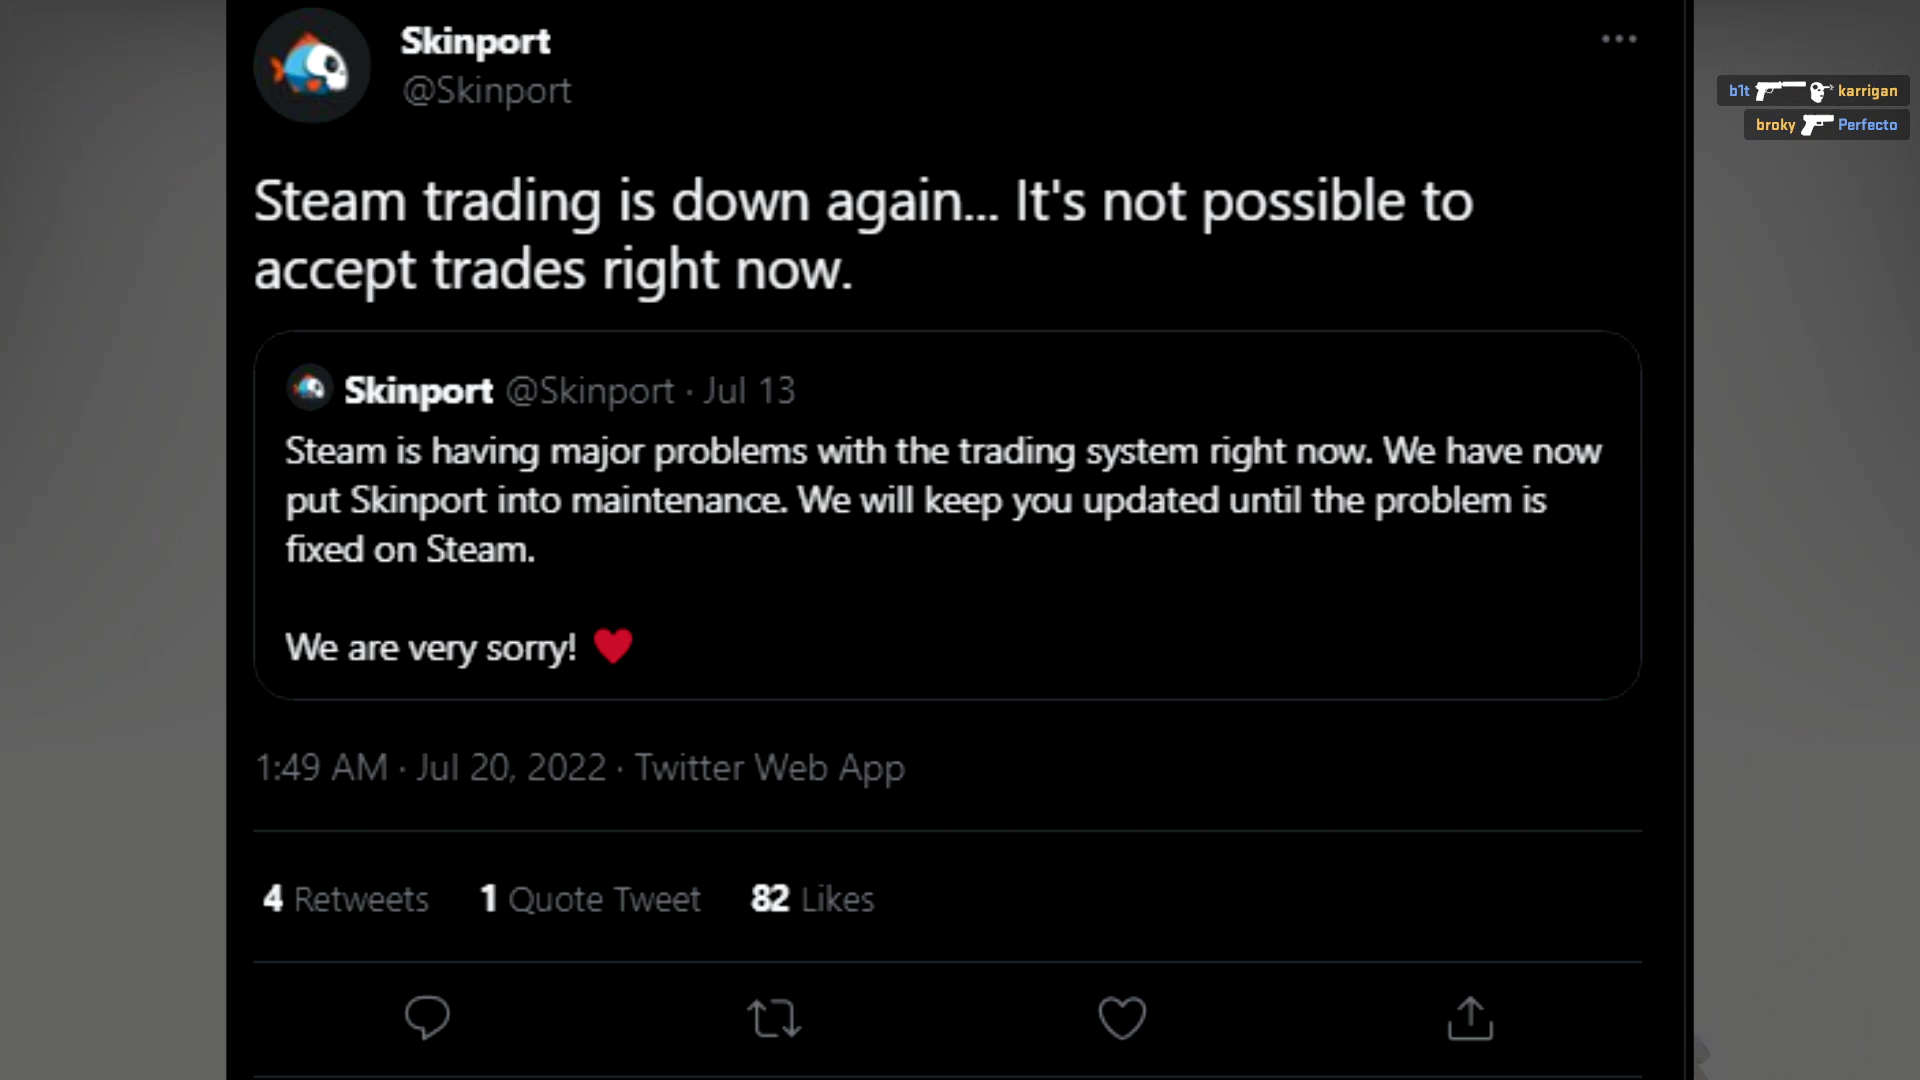 Skinport
@Skinport
b1t karrigan
broky Perfecto
Steam trading is down again... It's not possible to
accept trades right now.
Skinport @Skinport · Jul 13
Steam is having major problems with the trading system right now. We have now
put Skinport into maintenance. We will keep you updated until the problem is
fixed on Steam.
We are very sorry! ❤️
1:49 AM · Jul 20, 2022 · Twitter Web App
4 Retweets 1 Quote Tweet 82 Likes